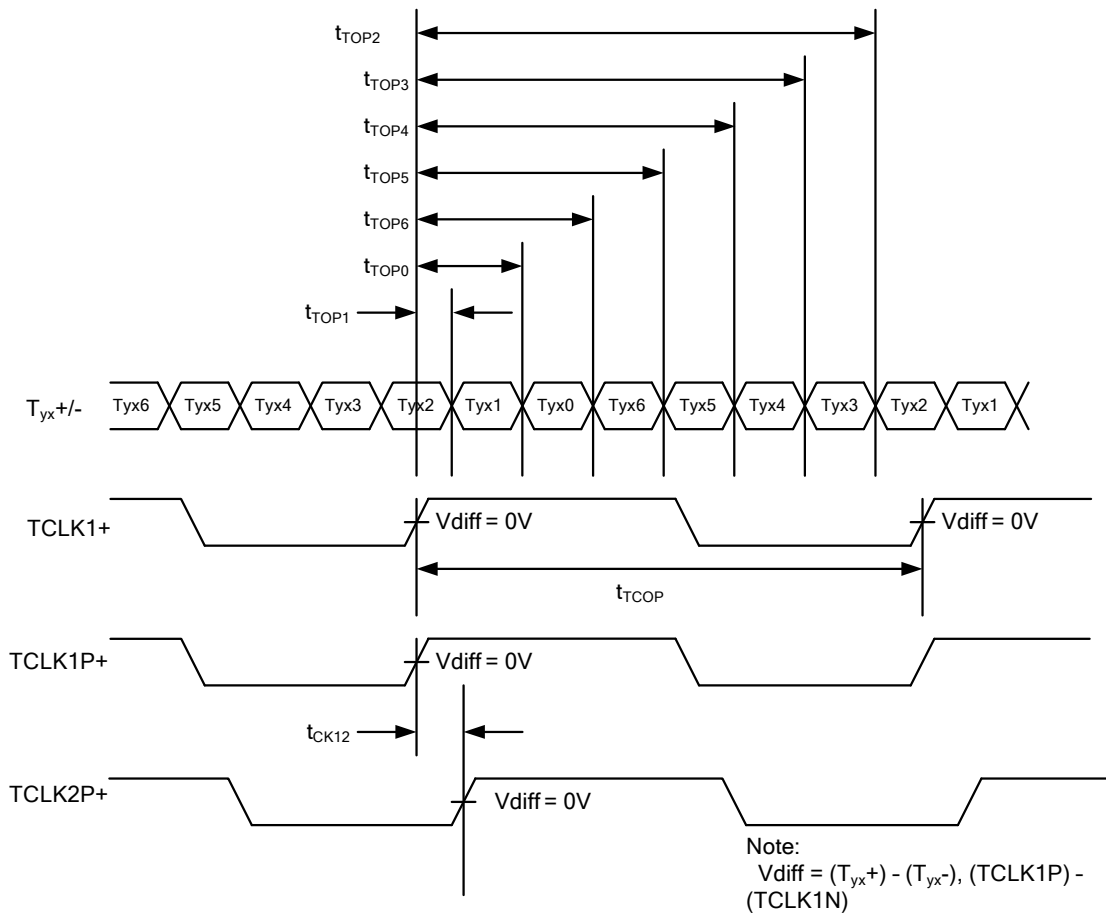 tTOP2
tTOP3
tTOP4
tTOP5
tTOP6
tTOP0
tTOP1
Tyx+/-
Tyx6 Tyx5 Tyx4 Tyx3 Tyx2 Tyx1 Tyx0 Tyx6 Tyx5 Tyx4 Tyx3 Tyx2 Tyx1
TCLK1+
Vdiff = 0V
Vdiff = 0V
tTCOP
TCLK1P+
Vdiff = 0V
tCK12
TCLK2P+
Vdiff = 0V
Note:
Vdiff = (Tyx+) - (Tyx-), (TCLK1P) -
(TCLK1N)